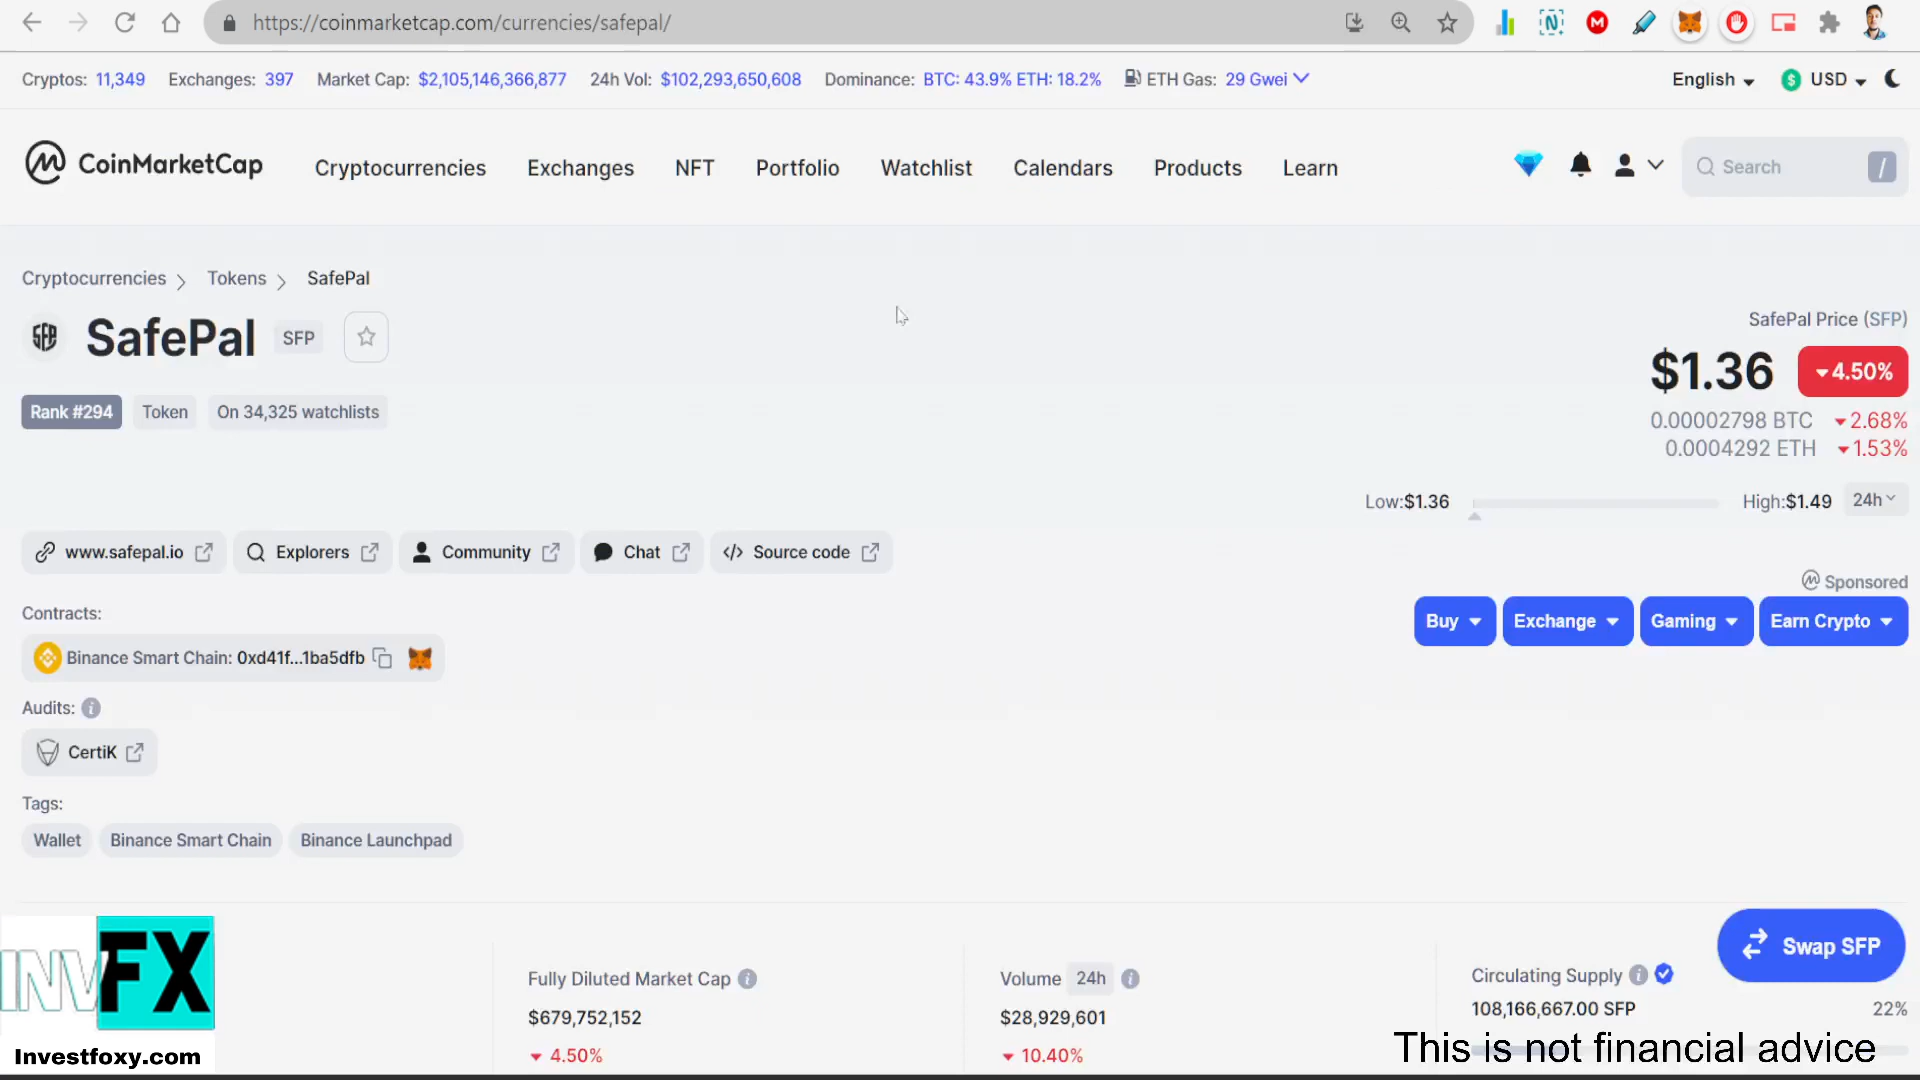 https://coinmarketcap.com/currencies/safepal/
Cryptos: 11,349 Exchanges: 397 Market Cap: $2,105,146,366,877 24h Vol: $102,293,650,608 Dominance: BTC: 43.9% ETH: 18.2% ETH Gas: 29 Gwei English USD
CoinMarketCap Cryptocurrencies Exchanges NFT Portfolio Watchlist Calendars Products Learn Search /
Cryptocurrencies Tokens SafePal
SafePal SFP
Rank #294 Token On 34,325 watchlists
SafePal Price (SFP)
$1.36 4.50%
0.00002798 BTC 2.68%
0.0004292 ETH 1.53%
Low:$1.36 High:$1.49 24h
www.safepal.io Explorers Community Chat Source code
Sponsored
Buy Exchange Gaming Earn Crypto
Contracts:
Binance Smart Chain: 0xd41f...1ba5dfb
Audits:
CertiK
Tags:
Wallet Binance Smart Chain Binance Launchpad
Swap SFP
INVFX
Investfoxy.com
Fully Diluted Market Cap
$679,752,152
4.50%
Volume 24h
$28,929,601
10.40%
Circulating Supply
108,166,667.00 SFP 22%
This is not financial advice